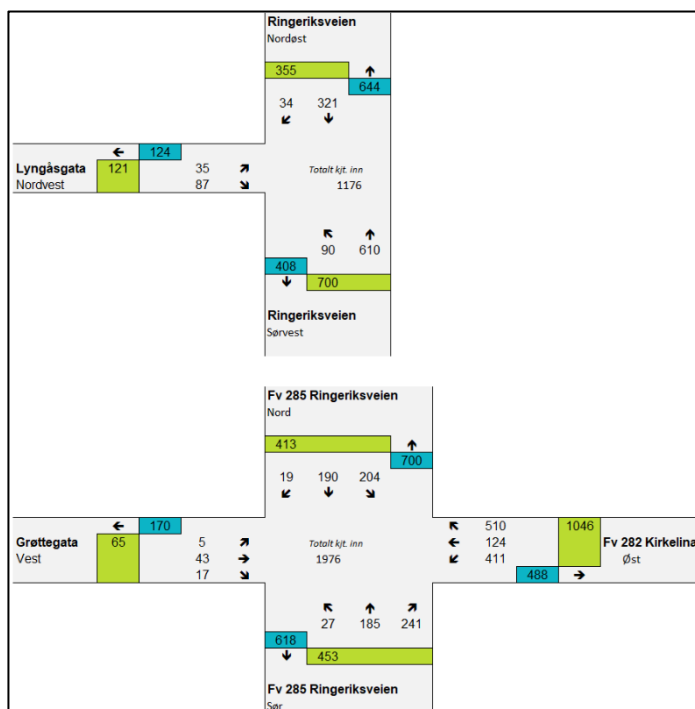 Ringeriksveien
Nordøst
355 ↑
644
34 321
↙ ↓
← 124
Lyngåsgata 121 35 ↗ Totalt kjt. inn
Nordvest 87 ↘ 1176
↖ ↑
90 610
408
↓ 700
Ringeriksveien
Sørvest
Fv 285 Ringeriksveien
Nord
413 ↑
700
19 190 204
↙ ↓ ↘
← 170 ↖ 510 1046
Grøttegata 65 5 ↗ Totalt kjt. inn ← 124 Fv 282 Kirkelina
Vest 43 → 1976 ↙ 411 Øst
17 ↘ 488 →
↖ ↑ ↗
27 185 241
618
↓ 453
Fv 285 Ringeriksveien
Sør